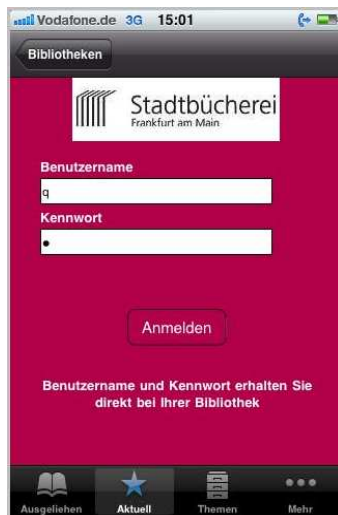 Vodafone.de 3G 15:01
Bibliotheken
Stadtbücherei
Frankfurt am Main
Benutzername
q
Kennwort
●
Anmelden
Benutzername und Kennwort erhalten Sie
direkt bei Ihrer Bibliothek
Ausgeliehen Aktuell Themen Mehr